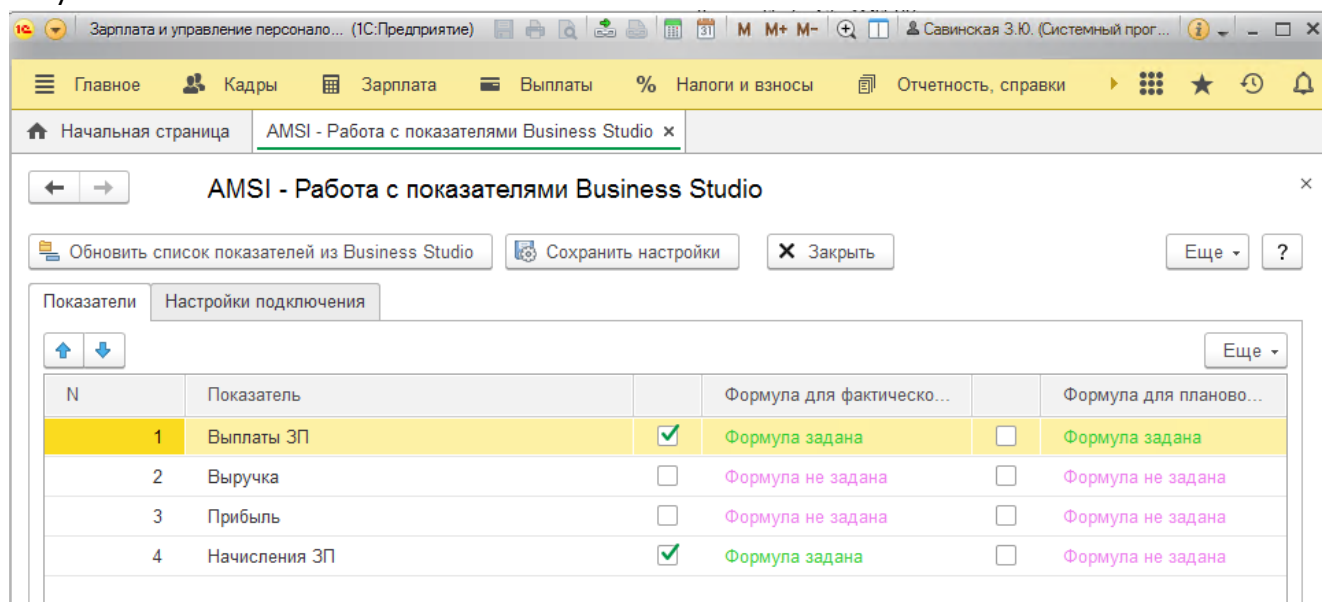 1С Зарплата и управление персонало... (1С:Предприятие) 31 M M+ M- Савинская З.Ю. (Системный прог... i
Главное Кадры Зарплата Выплаты % Налоги и взносы Отчетность, справки
Начальная страница AMSI - Работа с показателями Business Studio ×
AMSI - Работа с показателями Business Studio
Обновить список показателей из Business Studio Сохранить настройки Закрыть Еще ?
Показатели Настройки подключения
Еще
N Показатель Формула для фактическо... Формула для планово...
1 Выплаты ЗП Формула задана Формула задана
2 Выручка Формула не задана Формула не задана
3 Прибыль Формула не задана Формула не задана
4 Начисления ЗП Формула задана Формула не задана